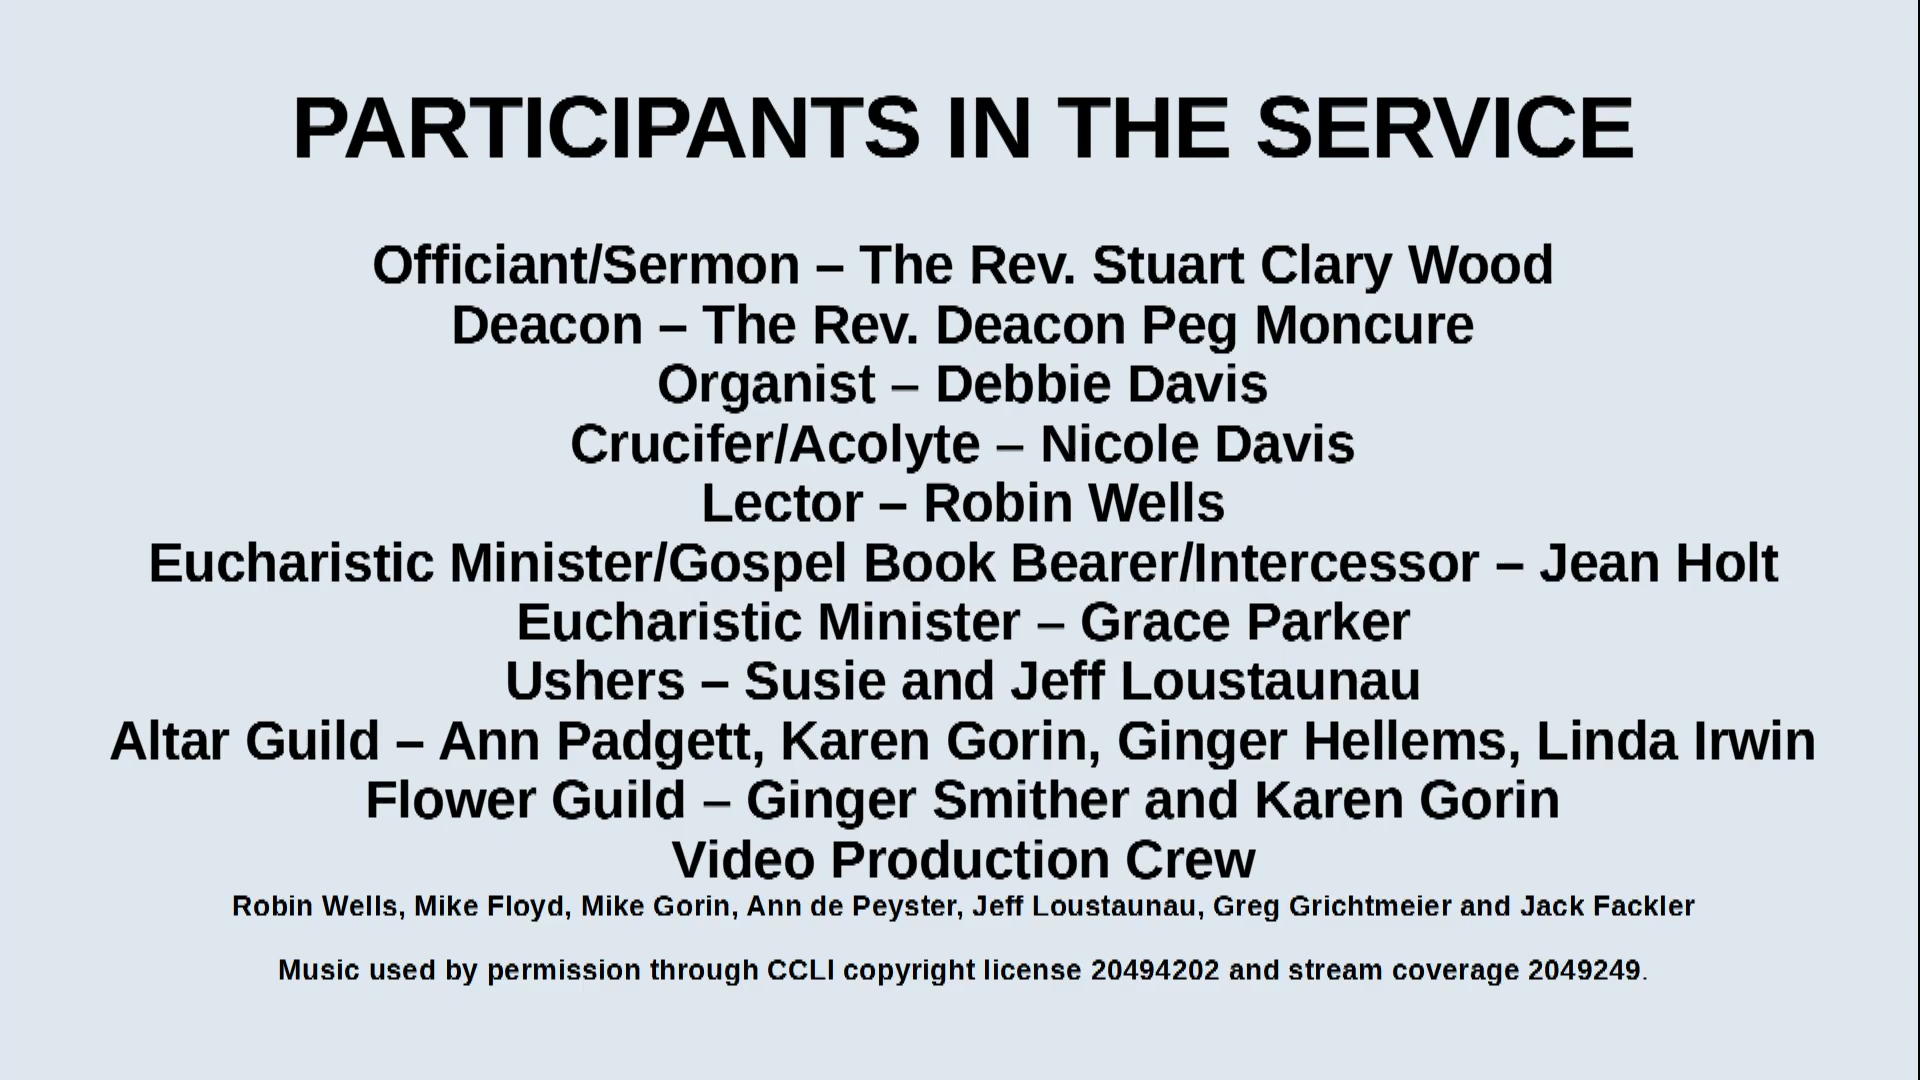 PARTICIPANTS IN THE SERVICE
Officiant/Sermon – The Rev. Stuart Clary Wood
Deacon – The Rev. Deacon Peg Moncure
Organist – Debbie Davis
Crucifer/Acolyte – Nicole Davis
Lector – Robin Wells
Eucharistic Minister/Gospel Book Bearer/Intercessor – Jean Holt
Eucharistic Minister – Grace Parker
Ushers – Susie and Jeff Loustaunau
Altar Guild – Ann Padgett, Karen Gorin, Ginger Hellems, Linda Irwin
Flower Guild – Ginger Smither and Karen Gorin
Video Production Crew
Robin Wells, Mike Floyd, Mike Gorin, Ann de Peyster, Jeff Loustaunau, Greg Grichtmeier and Jack Fackler
Music used by permission through CCLI copyright license 20494202 and stream coverage 2049249.